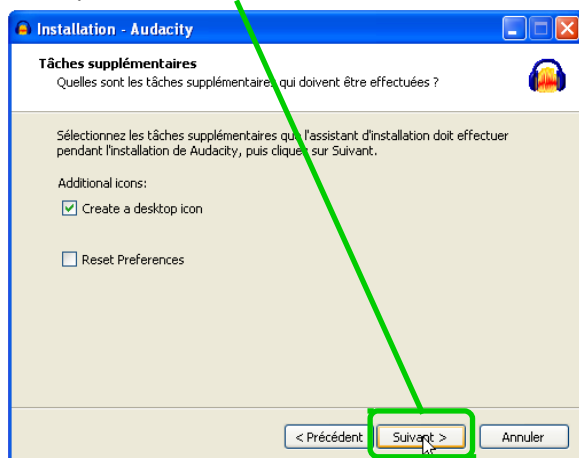 Installation - Audacity
Tâches supplémentaires
Quelles sont les tâches supplémentaires qui doivent être effectuées ?
Sélectionnez les tâches supplémentaires que l'assistant d'installation doit effectuer
pendant l'installation de Audacity, puis cliquez sur Suivant.
Additional icons:
Create a desktop icon
Reset Preferences
< Précédent Suivant > Annuler